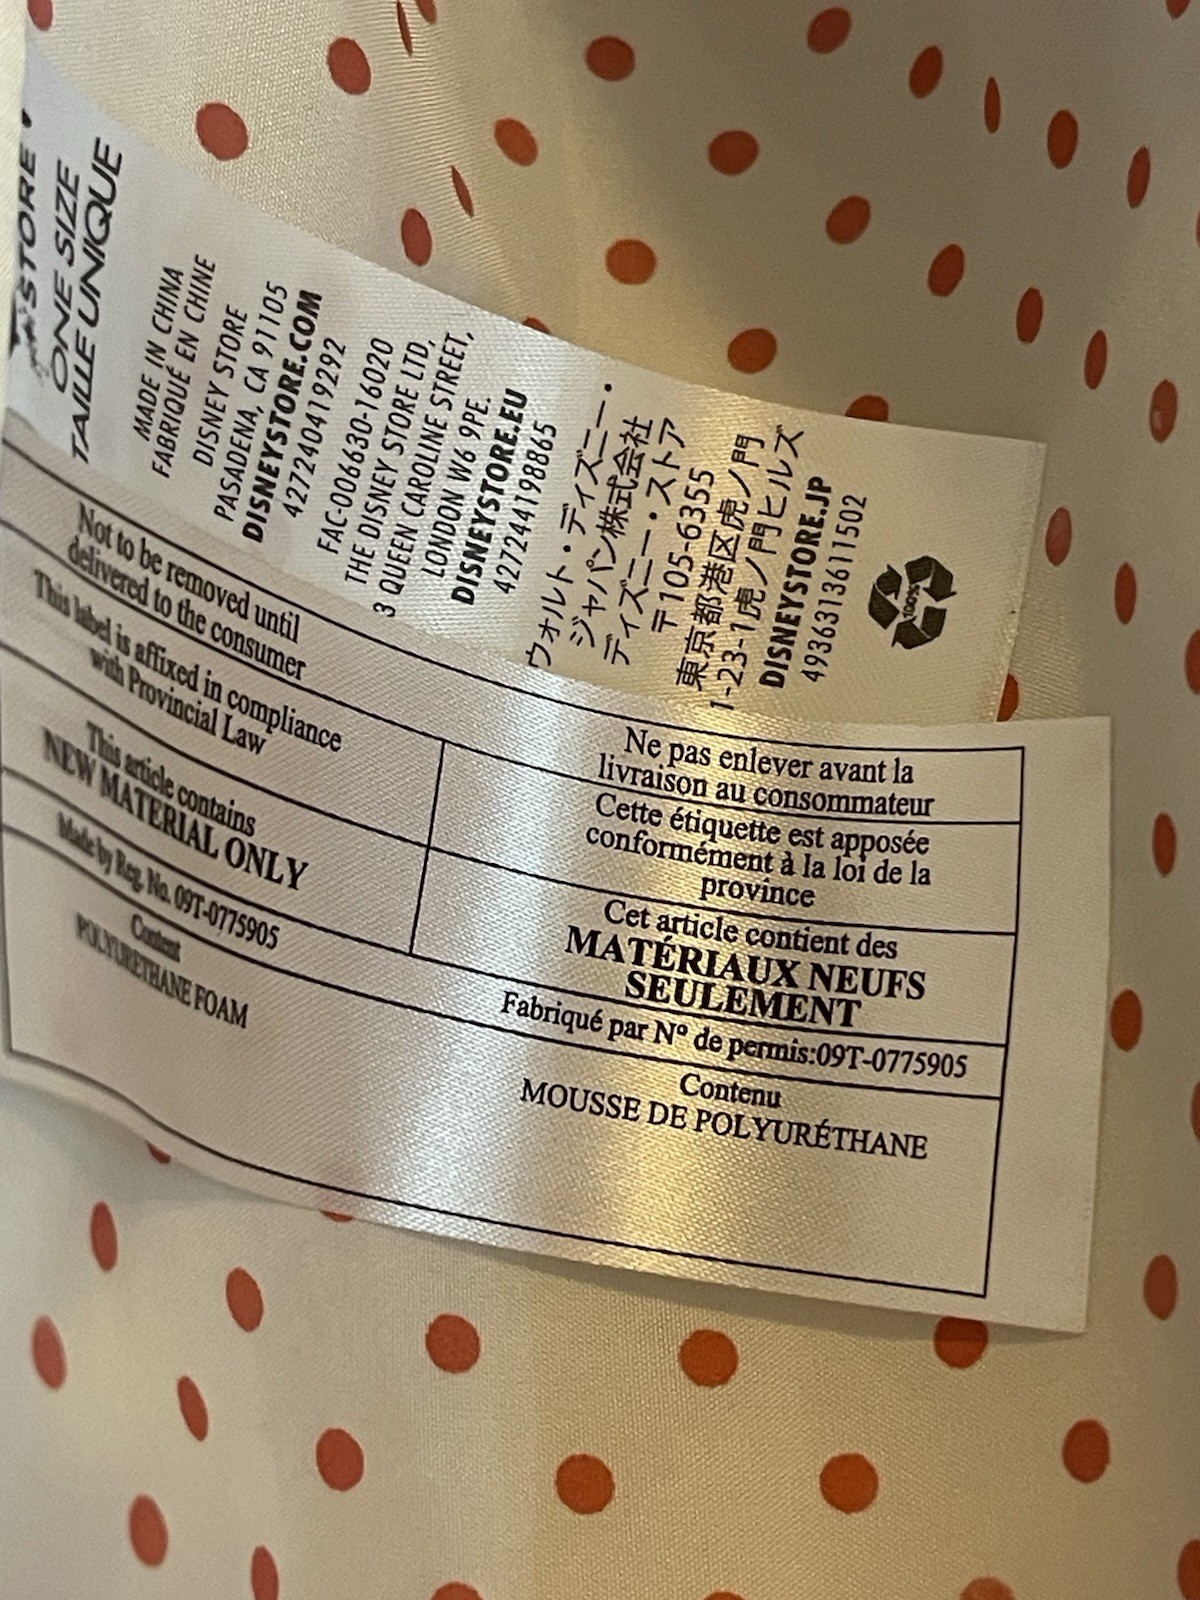 STORE
ONE SIZE
TAILLE UNIQUE
MADE IN CHINA
FABRIQUÉ EN CHINE
DISNEY STORE
PASADENA, CA 91105
DISNEYSTORE.COM
427240419292
FAC-006630-16020
THE DISNEY STORE LTD,
3 QUEEN CAROLINE STREET,
LONDON W6 9PE.
DISNEYSTORE.EU
427244198865
ウォルト・ディズニー・
ジャパン株式会社
ディズニー・ストア
〒105-6355
東京都港区虎ノ門
1-23-1虎ノ門ヒルズ
DISNEYSTORE.JP
4936313611502
100%
Not to be removed until
delivered to the consumer
This label is affixed in compliance
with Provincial Law
This article contains
NEW MATERIAL ONLY
Made by Reg. No. 09T-0775905
Content
POLYURETHANE FOAM
Ne pas enlever avant la
livraison au consommateur
Cette étiquette est apposée
conformément à la loi de la
province
Cet article contient des
MATÉRIAUX NEUFS
SEULEMENT
Fabriqué par N° de permis:09T-0775905
Contenu
MOUSSE DE POLYURÉTHANE